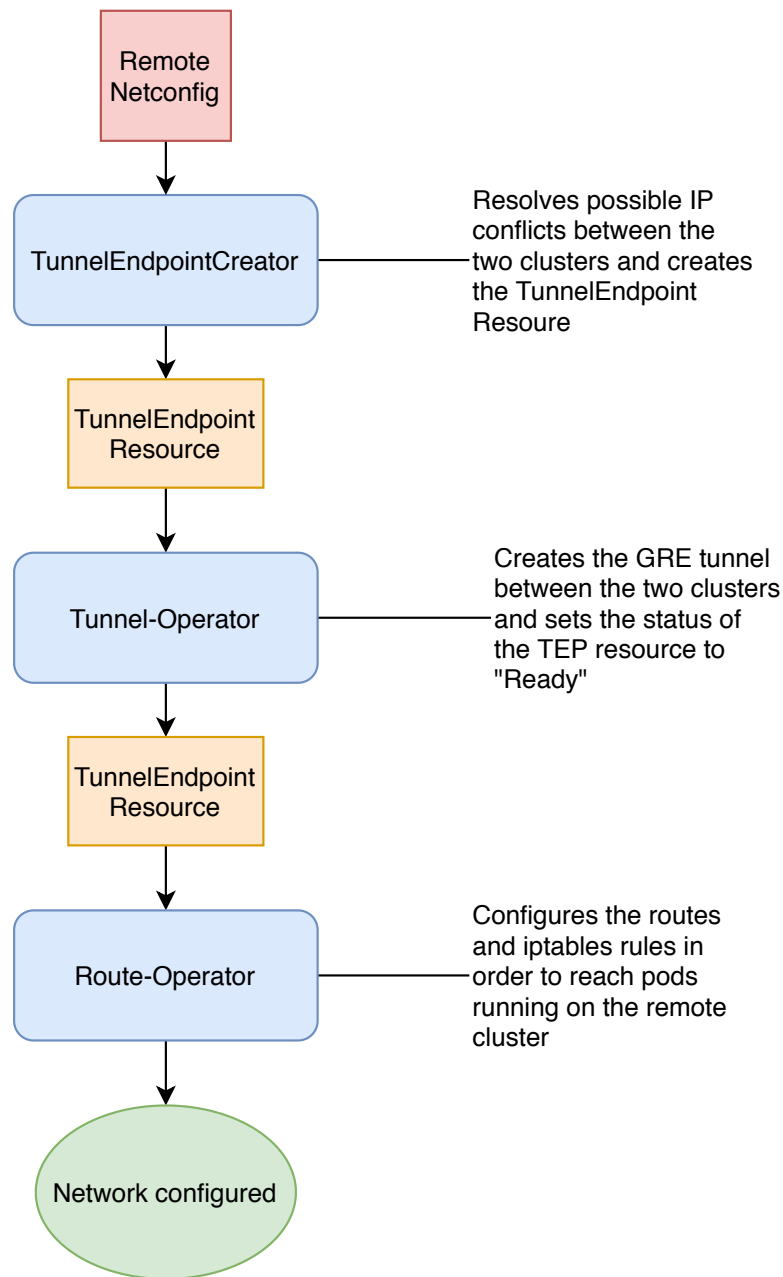 Remote
Netconfig
TunnelEndpointCreator
Resolves possible IP
conflicts between the
two clusters and creates
the TunnelEndpoint
Resoure
TunnelEndpoint
Resource
Tunnel-Operator
Creates the GRE tunnel
between the two clusters
and sets the status of
the TEP resource to
"Ready"
TunnelEndpoint
Resource
Route-Operator
Configures the routes
and iptables rules in
order to reach pods
running on the remote
cluster
Network configured